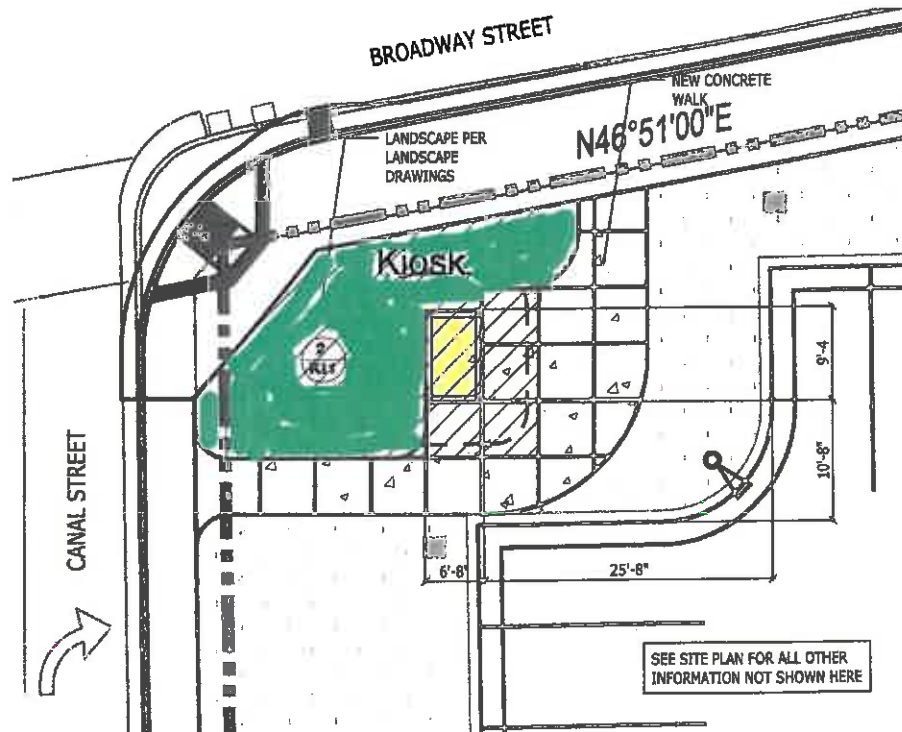 BROADWAY STREET
NEW CONCRETE
WALK
LANDSCAPE PER
LANDSCAPE
DRAWINGS
N46°51'00"E
Kiosk
2
9'-4
10'-8"
CANAL STREET
6'-8"
25'-8"
SEE SITE PLAN FOR ALL OTHER
INFORMATION NOT SHOWN HERE